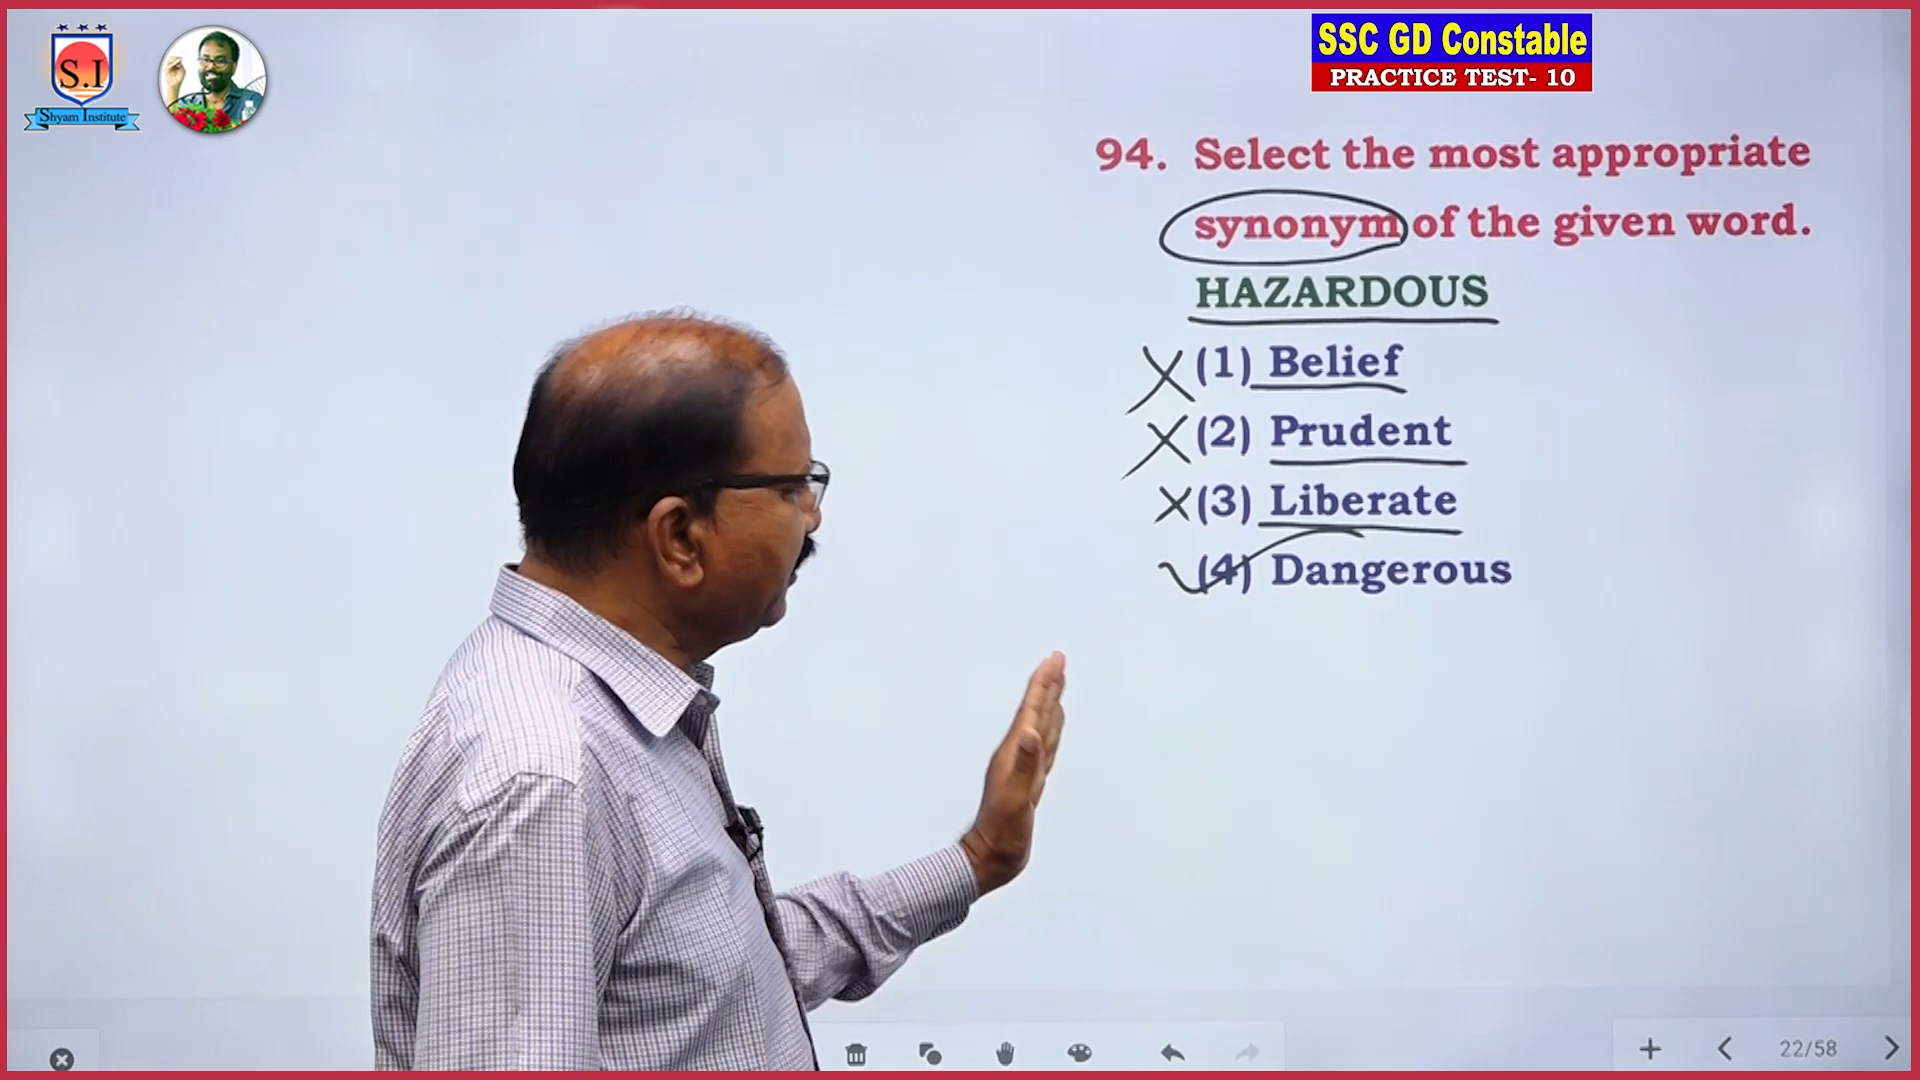 S.I
Shyam Institute
SSC GD Constable
PRACTICE TEST- 10
94. Select the most appropriate
synonym of the given word.
HAZARDOUS
(1) Belief
(2) Prudent
(3) Liberate
(4) Dangerous
22/58